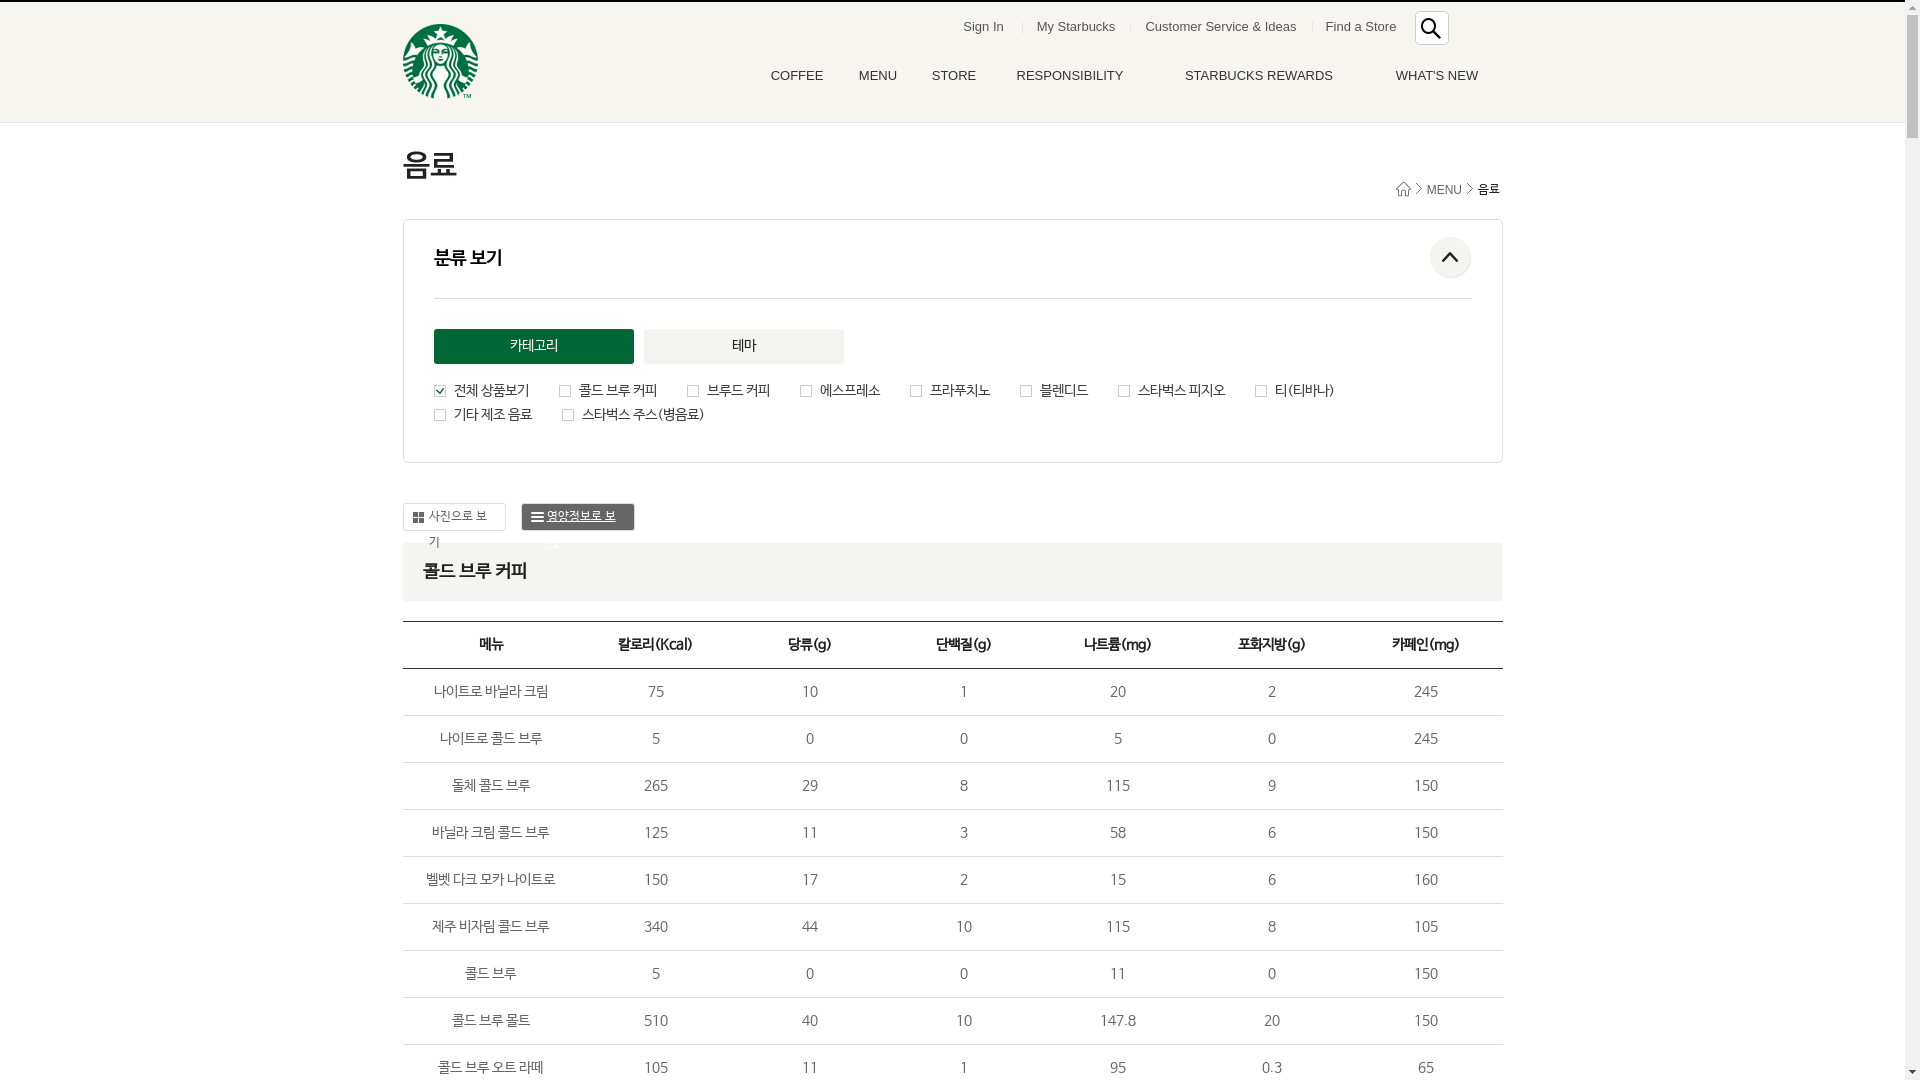 Sign In My Starbucks Customer Service & Ideas Find a Store
TM
COFFEE MENU STORE RESPONSIBILITY STARBUCKS REWARDS WHAT'S NEW
음료
MENU 음료
분류 보기
카테고리 테마
전체 상품보기 콜드 브루 커피 브루드 커피 에스프레소 프라푸치노 블렌디드 스타벅스 피지오 티(티바나)
기타 제조 음료 스타벅스 주스(병음료)
사진으로 보기 영양정보로 보
콜드 브루 커피
메뉴 칼로리(Kcal) 당류(g) 단백질(g) 나트륨(mg) 포화지방(g) 카페인(mg)
나이트로 바닐라 크림 75 10 1 20 2 245
나이트로 콜드 브루 5 0 0 5 0 245
돌체 콜드 브루 265 29 8 115 9 150
바닐라 크림 콜드 브루 125 11 3 58 6 150
벨벳 다크 모카 나이트로 150 17 2 15 6 160
제주 비자림 콜드 브루 340 44 10 115 8 105
콜드 브루 5 0 0 11 0 150
콜드 브루 몰트 510 40 10 147.8 20 150
콜드 브루 오트 라떼 105 11 1 95 0.3 65